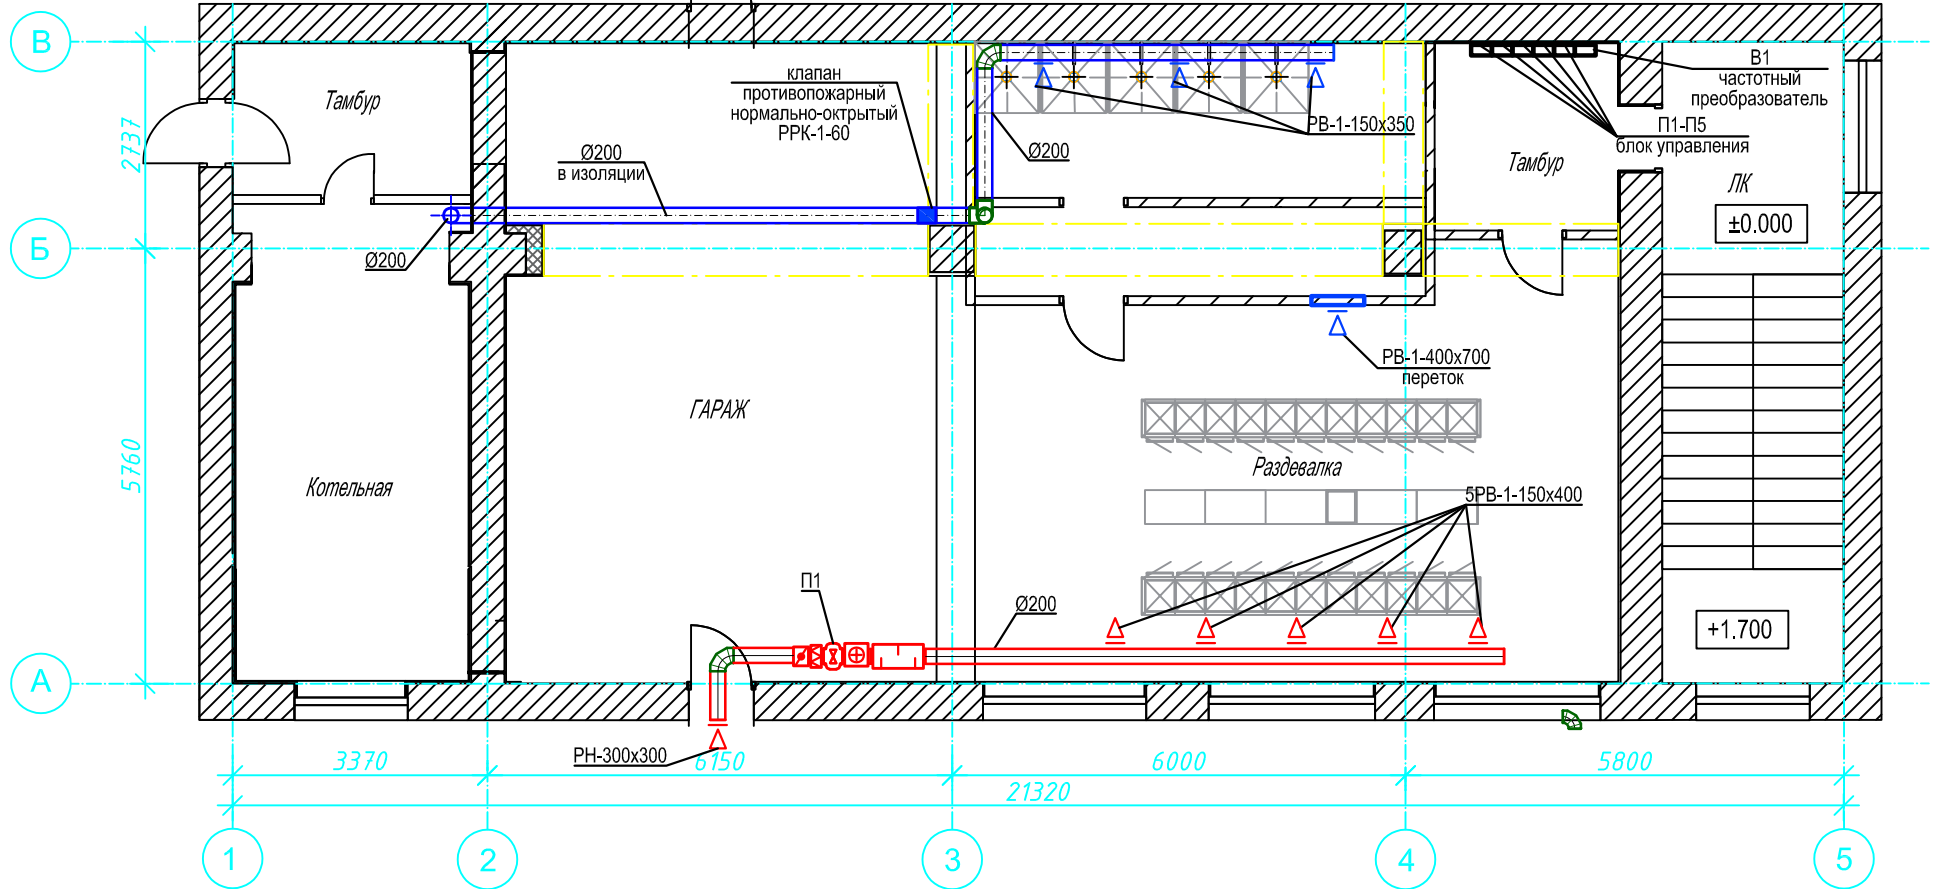 В
Б
А
2737
5760
Тамбур
клапан
противопожарный
нормально-октрытый
РРК-1-60
Ø200
в изоляции
Ø200
Ø200
РВ-1-150х350
В1
частотный
преобразователь
П1-П5
блок управления
Тамбур
ЛК
±0.000
РВ-1-400х700
переток
ГАРАЖ
Котельная
Раздевалка
5РВ-1-150х400
П1
Ø200
+1.700
РН-300х300
3370
6150
6000
5800
21320
1
2
3
4
5